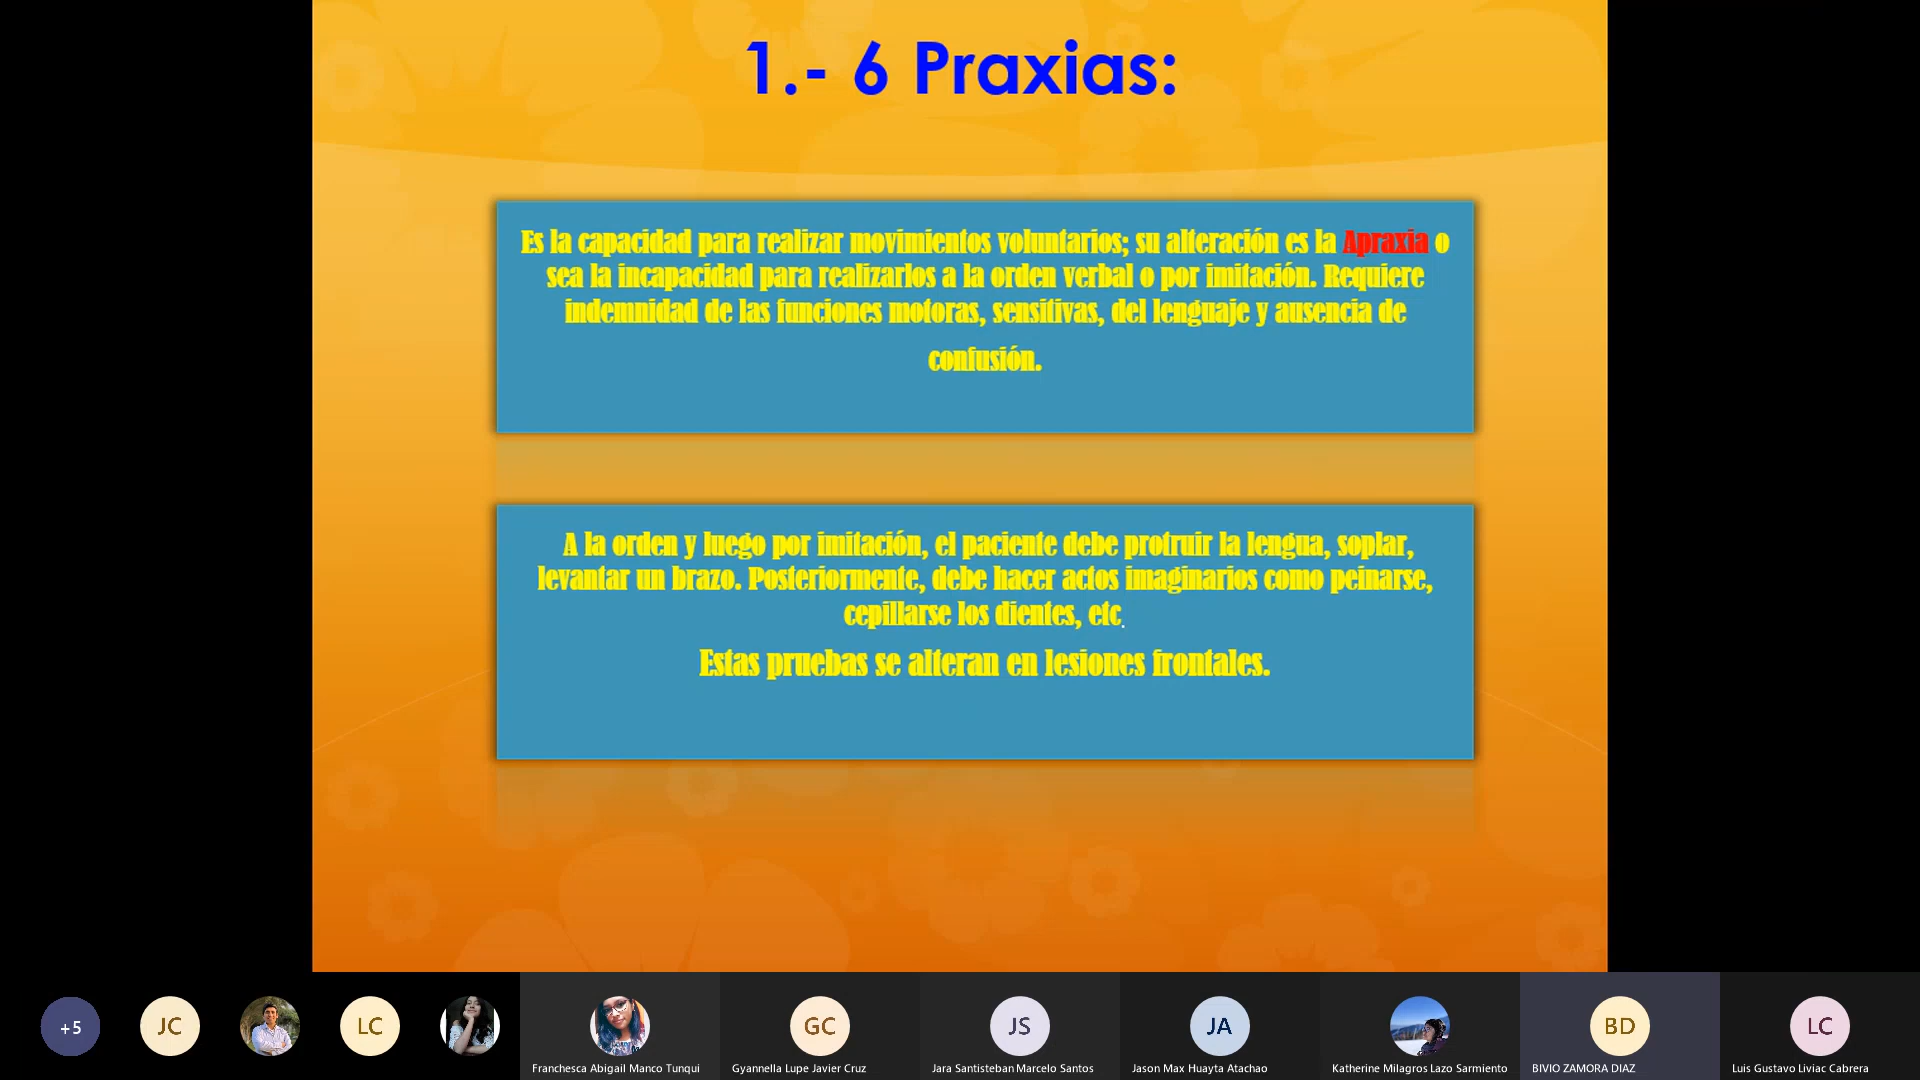 1.- 6 Praxias:
Es la capacidad para realizar movimientos voluntarios; su alteración es la Apraxia o
sea la incapacidad para realizarlos a la orden verbal o por imitación. Requiere
indemnidad de las funciones motoras, sensitivas, del lenguaje y ausencia de
confusión.
A la orden y luego por imitación, el paciente debe protruir la lengua, soplar,
levantar un brazo. Posteriormente, debe hacer actos imaginarios como peinarse,
cepillarse los dientes, etc.
Estas pruebas se alteran en lesiones frontales.
+5
JC
LC
GC
JS
JA
BD
LC
Franchesca Abigail Manco Tunqui
Gyannella Lupe Javier Cruz
Jara Santisteban Marcelo Santos
Jason Max Huayta Atachao
Katherine Milagros Lazo Sarmiento
BIVIO ZAMORA DIAZ
Luis Gustavo Liviac Cabrera